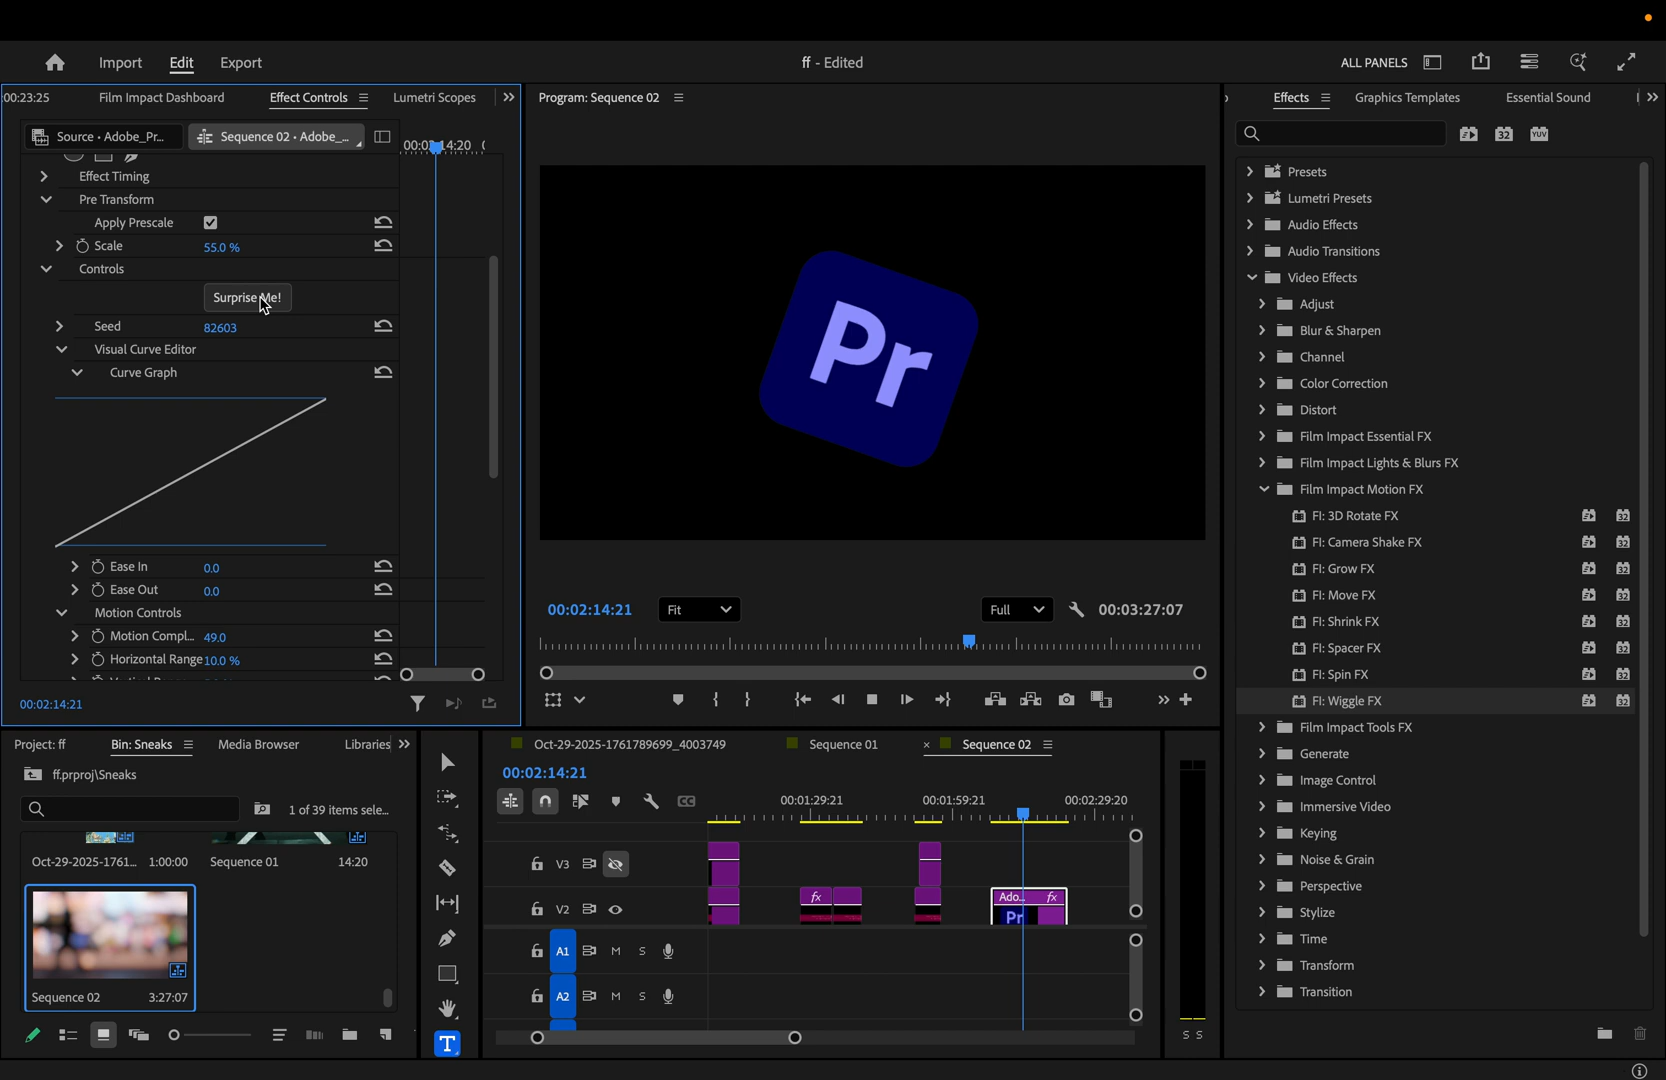 Import
Edit
Export
ff - Edited
ALL PANELS
:00:23:25
Film Impact Dashboard
Effect Controls
Lumetri Scopes
Source • Adobe_Pr...
Sequence 02 • Adobe_...
Effect Timing
Pre Transform
Apply Prescale
Scale
55.0 %
Controls
Surprise Me!
Seed
82603
Visual Curve Editor
Curve Graph
Ease In
0.0
Ease Out
0.0
Motion Controls
Motion Compl...
49.0
Horizontal Range
10.0 %
00:02:14:21
Program: Sequence 02
Pr
00:02:14:21
Fit
Full
00:03:27:07
Effects
Graphics Templates
Essential Sound
32
YUV
Presets
Lumetri Presets
Audio Effects
Audio Transitions
Video Effects
Adjust
Blur & Sharpen
Channel
Color Correction
Distort
Film Impact Essential FX
Film Impact Lights & Blurs FX
Film Impact Motion FX
FI: 3D Rotate FX
32
FI: Camera Shake FX
32
FI: Grow FX
32
FI: Move FX
32
FI: Shrink FX
32
FI: Spacer FX
32
FI: Spin FX
32
FI: Wiggle FX
32
Film Impact Tools FX
Generate
Image Control
Immersive Video
Keying
Noise & Grain
Perspective
Stylize
Time
Transform
Transition
Project: ff
Bin: Sneaks
Media Browser
Libraries
ff.prproj\Sneaks
1 of 39 items sele...
Oct-29-2025-1761...
1:00:00
Sequence 01
14:20
Sequence 02
3:27:07
T
Oct-29-2025-1761789699_4003749
Sequence 01
Sequence 02
00:02:14:21
CC
00:01:29:21
00:01:59:21
00:02:29:20
V3
V2
fx
Ado...
fx
Pr
A1
M
S
A2
M
S
S S